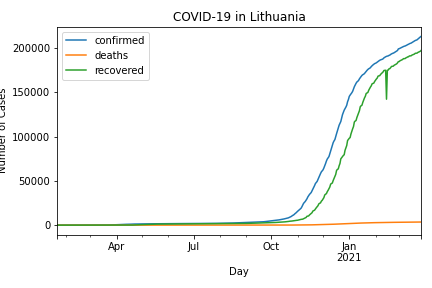 COVID-19 in Lithuania
confirmed
deaths
recovered
200000
150000
100000
50000
0
Number of Cases
Apr
Jul
Oct
Jan
2021
Day